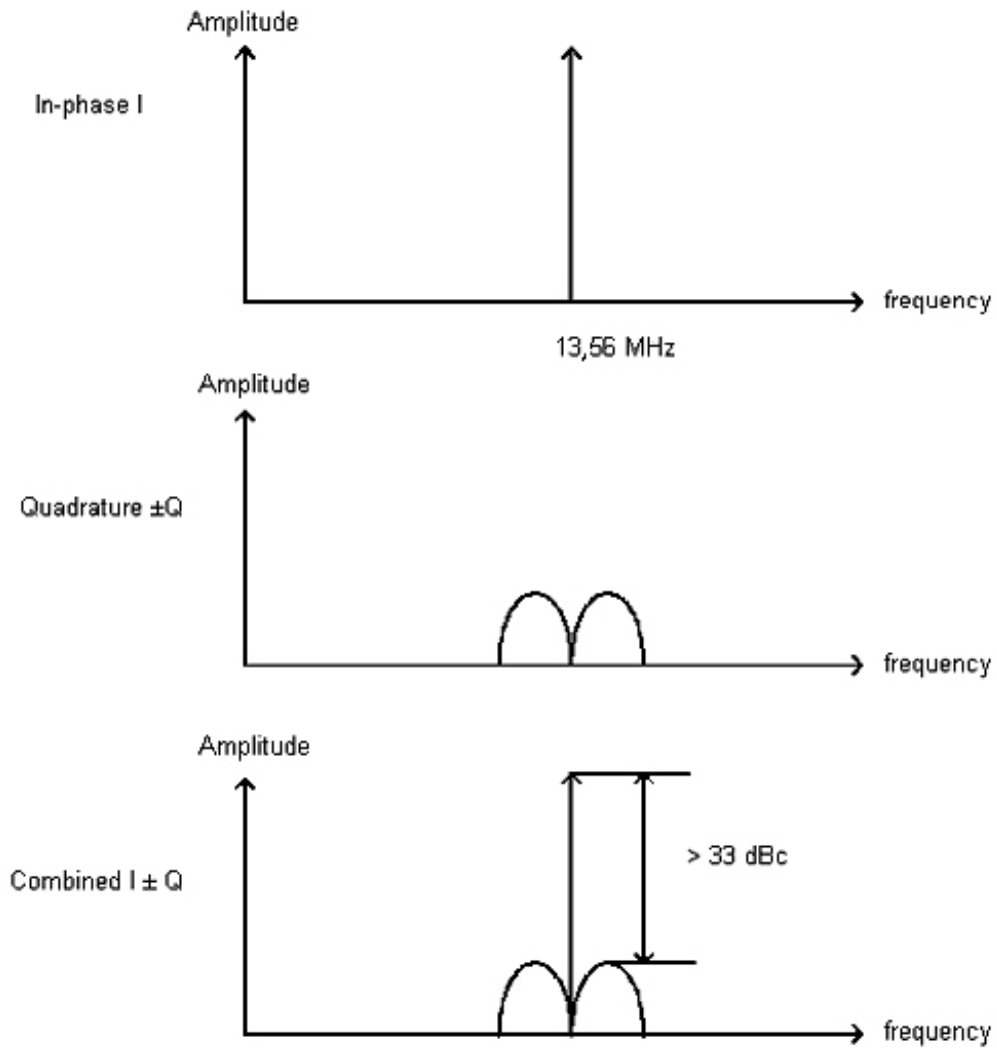 Amplitude
In-phase I
frequency
13,56 MHz
Amplitude
Quadrature ±Q
frequency
Amplitude
> 33 dBc
Combined I ± Q
frequency